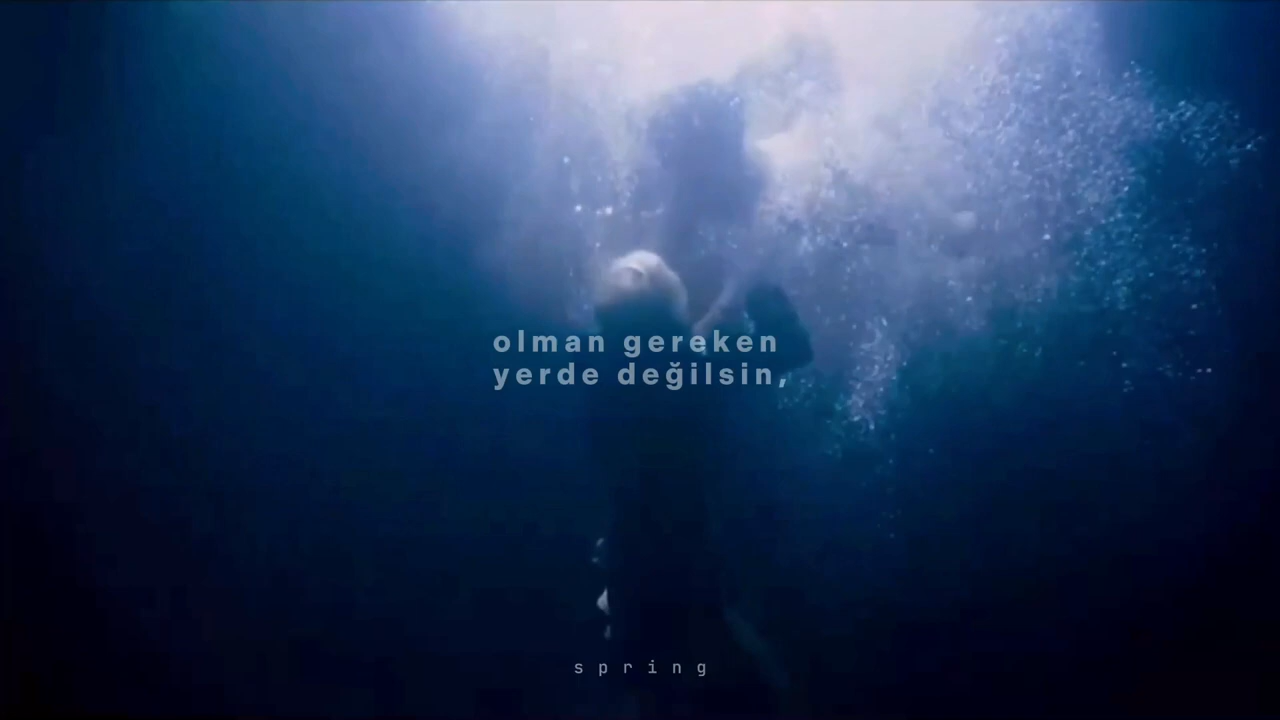 olman gereken
yerde değilsin,
spring